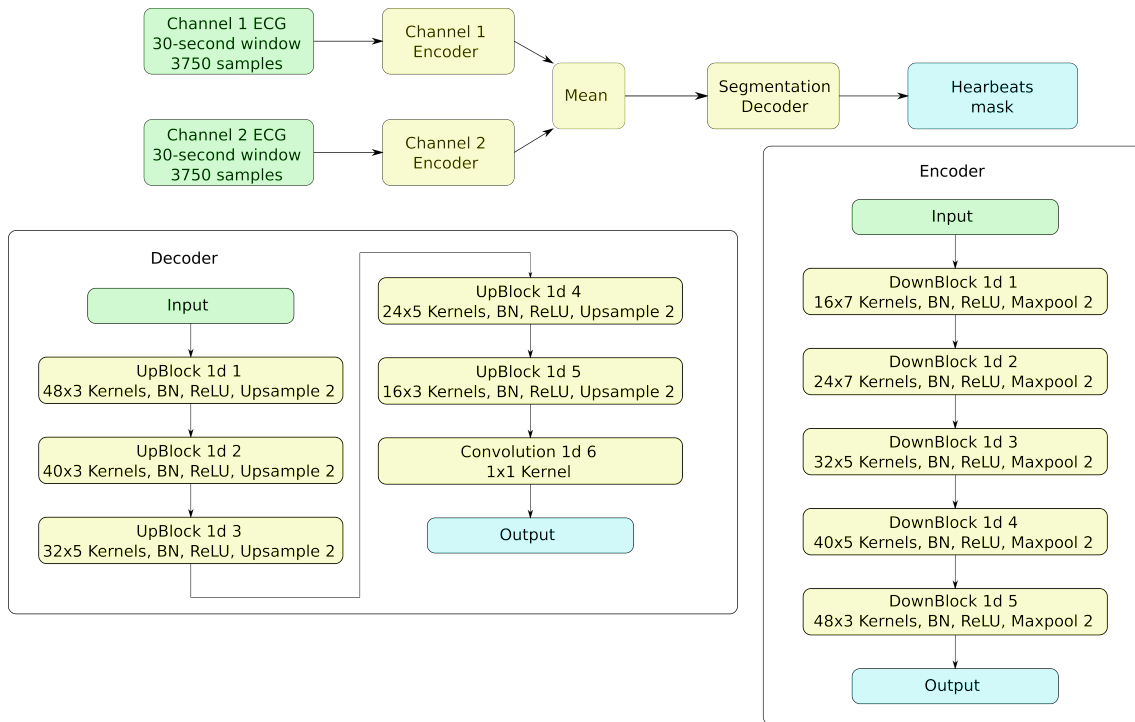 Channel 1 ECG
30-second window
3750 samples
Channel 1
Encoder
Channel 2 ECG
30-second window
3750 samples
Channel 2
Encoder
Mean
Segmentation
Decoder
Hearbeats
mask
Decoder
Input
UpBlock 1d 1
48x3 Kernels, BN, ReLU, Upsample 2
UpBlock 1d 2
40x3 Kernels, BN, ReLU, Upsample 2
UpBlock 1d 3
32x5 Kernels, BN, ReLU, Upsample 2
UpBlock 1d 4
24x5 Kernels, BN, ReLU, Upsample 2
UpBlock 1d 5
16x3 Kernels, BN, ReLU, Upsample 2
Convolution 1d 6
1x1 Kernel
Output
Encoder
Input
DownBlock 1d 1
16x7 Kernels, BN, ReLU, Maxpool 2
DownBlock 1d 2
24x7 Kernels, BN, ReLU, Maxpool 2
DownBlock 1d 3
32x5 Kernels, BN, ReLU, Maxpool 2
DownBlock 1d 4
40x5 Kernels, BN, ReLU, Maxpool 2
DownBlock 1d 5
48x3 Kernels, BN, ReLU, Maxpool 2
Output